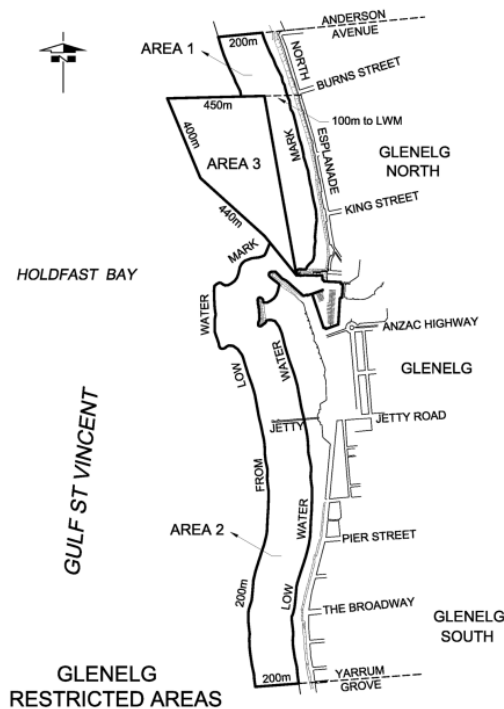 ANDERSON
AVENUE
200m
AREA 1
NORTH
BURNS STREET
450m
100m to LWM
MARK
ESPLANADE
400m
AREA 3
GLENELG
NORTH
KING STREET
440m
MARK
HOLDFAST BAY
WATER
ANZAC HIGHWAY
WATER
LOW
GLENELG
JETTY
JETTY ROAD
FROM
GULF ST VINCENT
WATER
AREA 2
PIER STREET
200m
LOW
THE BROADWAY
GLENELG
SOUTH
200m
YARRUM
GROVE
GLENELG
RESTRICTED AREAS